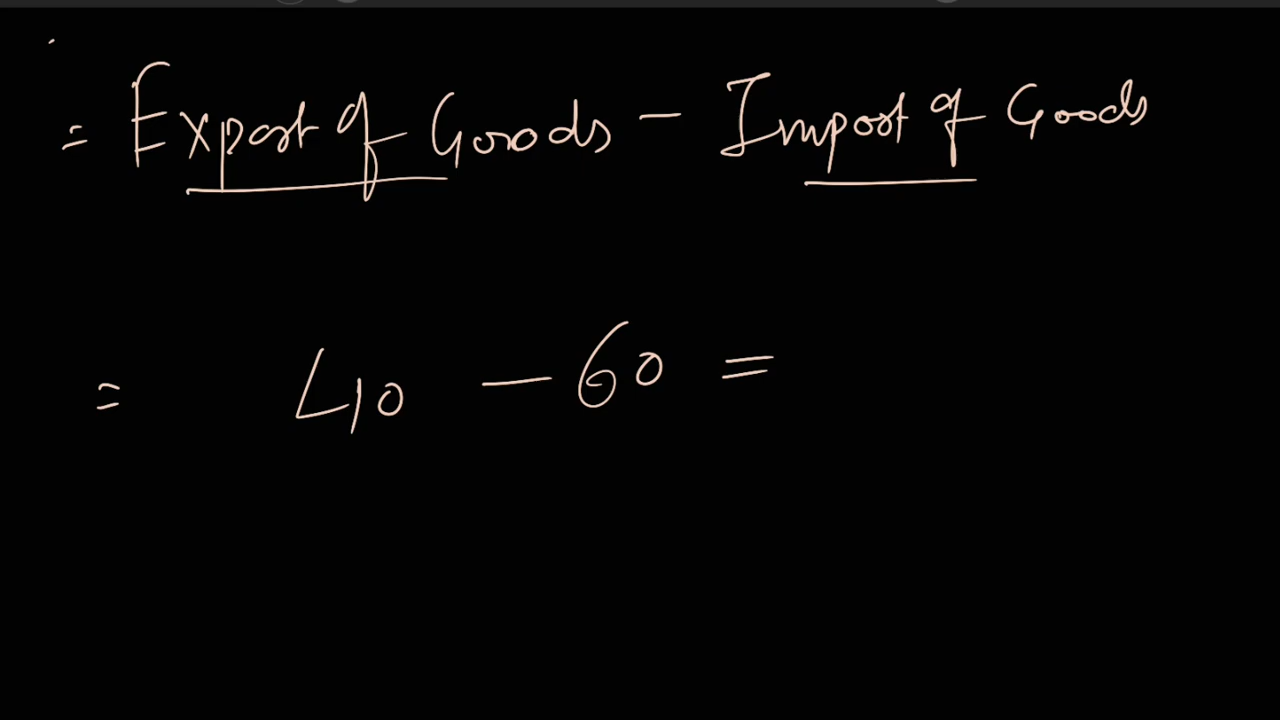 = Export of Goods - Import of Goods
= 40 - 60 =